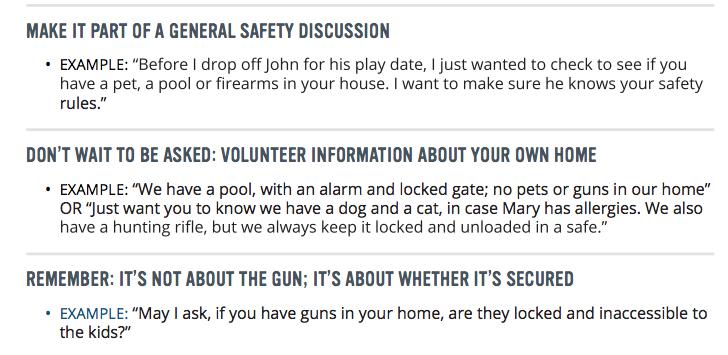 MAKE IT PART OF A GENERAL SAFETY DISCUSSION
• EXAMPLE: “Before I drop off John for his play date, I just wanted to check to see if you
have a pet, a pool or firearms in your house. I want to make sure he knows your safety
rules.”
DON’T WAIT TO BE ASKED: VOLUNTEER INFORMATION ABOUT YOUR OWN HOME
• EXAMPLE: “We have a pool, with an alarm and locked gate; no pets or guns in our home”
OR “Just want you to know we have a dog and a cat, in case Mary has allergies. We also
have a hunting rifle, but we always keep it locked and unloaded in a safe.”
REMEMBER: IT’S NOT ABOUT THE GUN; IT’S ABOUT WHETHER IT’S SECURED
• EXAMPLE: “May I ask, if you have guns in your home, are they locked and inaccessible to
the kids?”